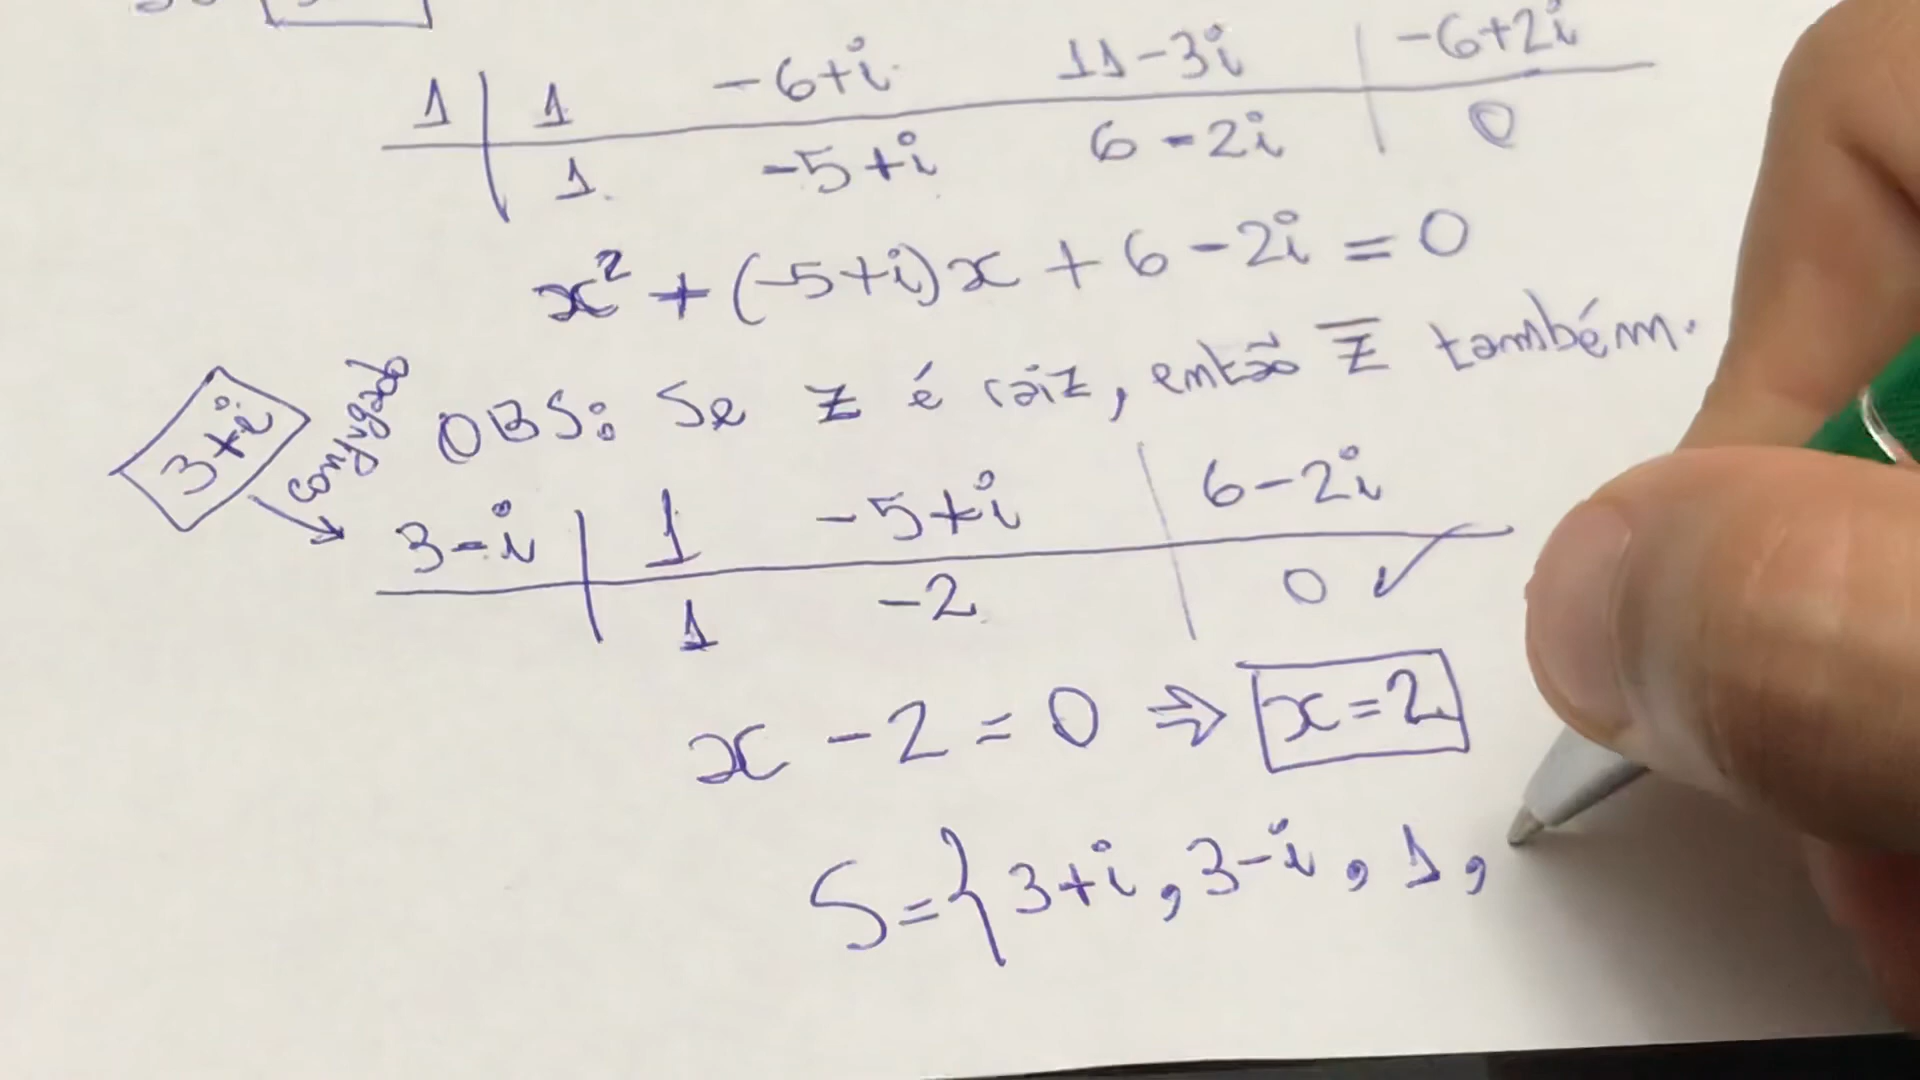 1 | 1 -6+i 11-3i | -6+2i
1 -5+i 6-2i 0
x² + (-5+i)x + 6-2i = 0
OBS: Se z é raiz, então z̅ também.
3+i
conjugado
3-i | 1 -5+i | 6-2i
1 -2 0 ✓
x - 2 = 0 ⇒ x = 2
S = { 3+i, 3-i, 1,